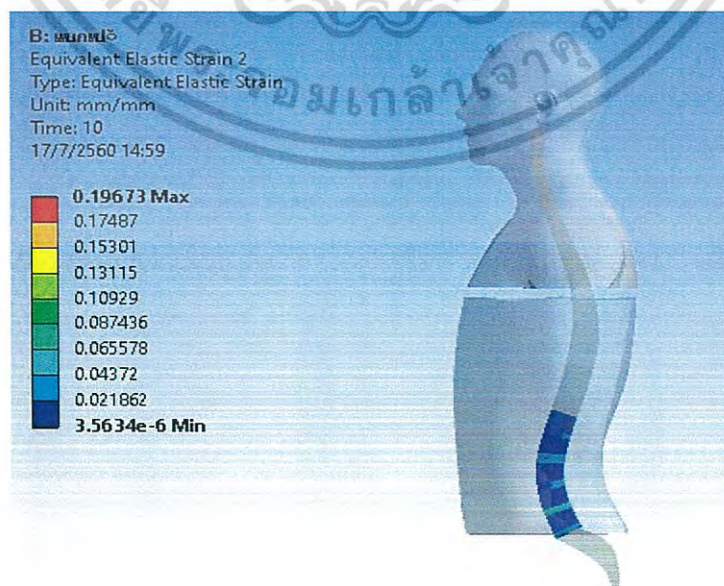 B:
Equivalent Elastic Strain 2
Type: Equivalent Elastic Strain
Unit: mm/mm
Time: 10
17/7/2560 14:59
0.19673 Max
0.17487
0.15301
0.13115
0.10929
0.087436
0.065578
0.04372
0.021862
3.5634e-6 Min